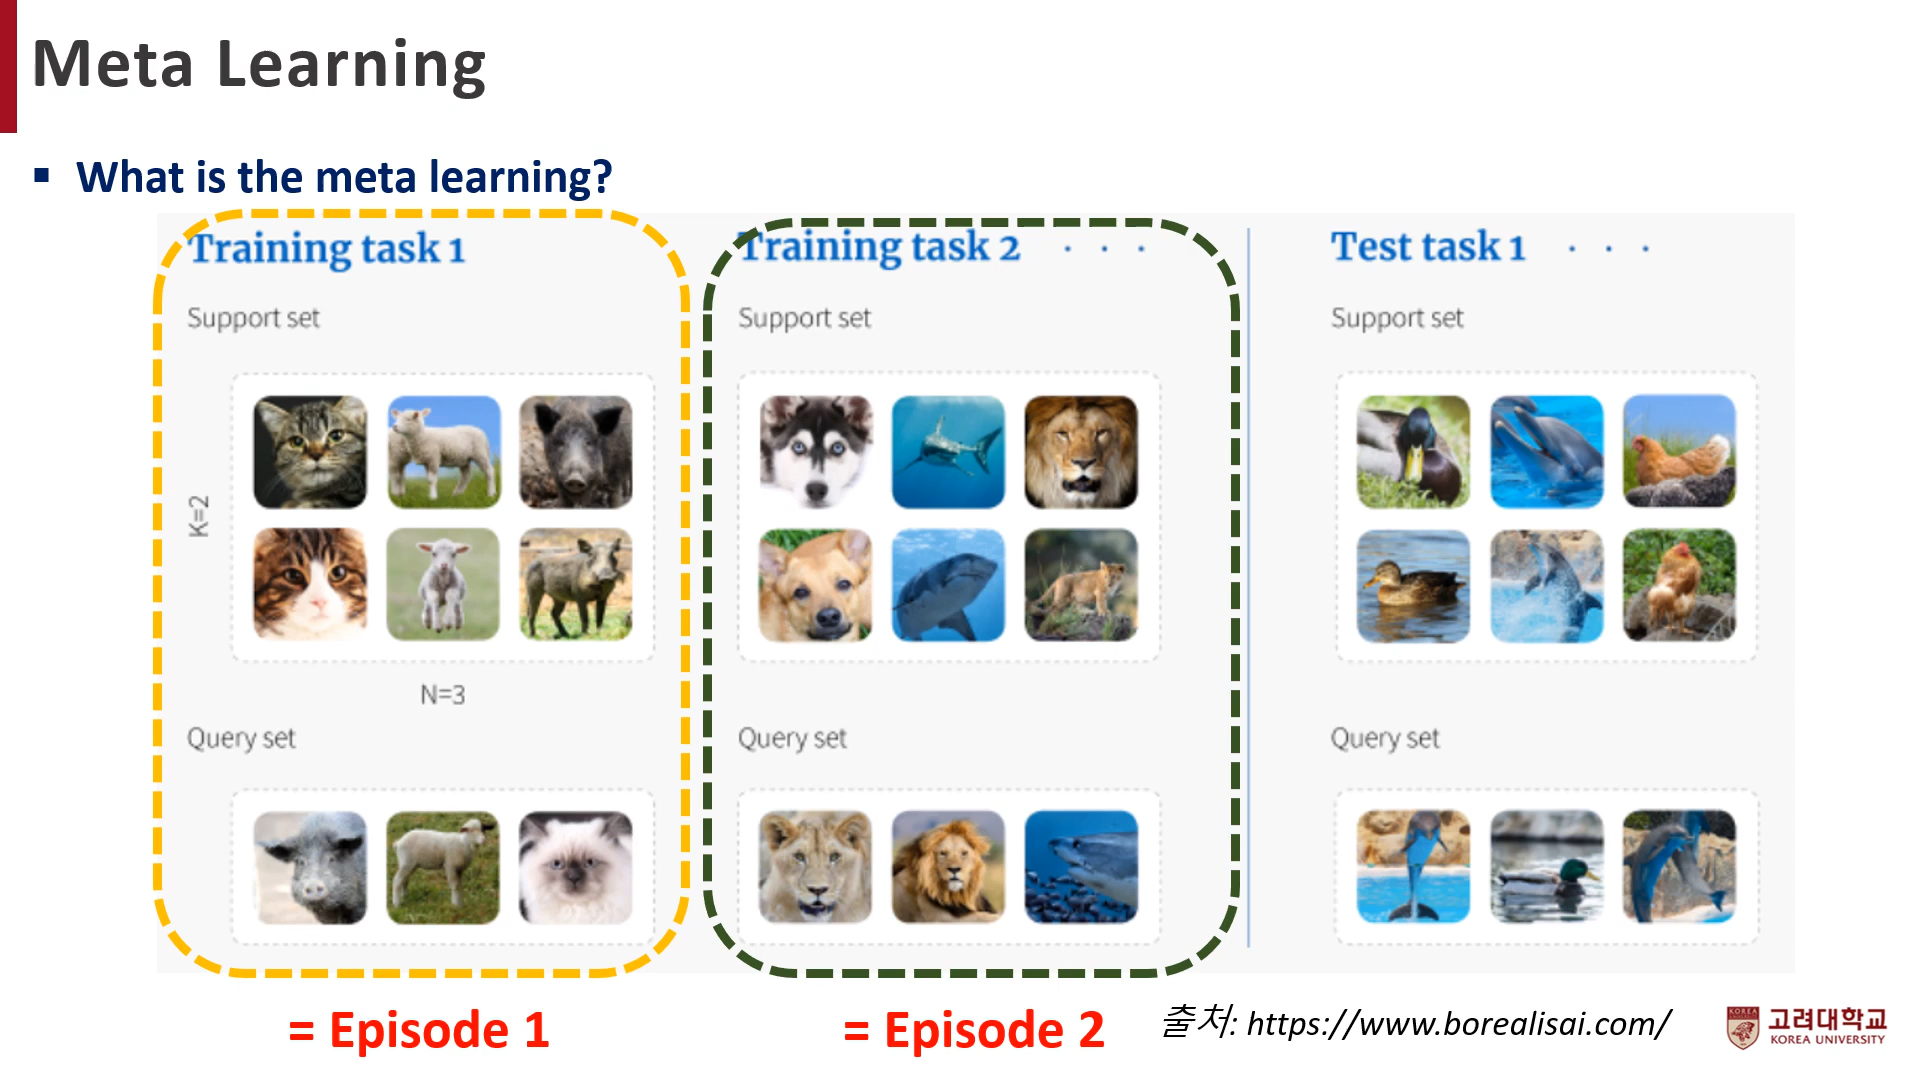 Meta Learning
▪ What is the meta learning?
Training task 1
Support set
K=2
N=3
Query set
= Episode 1
Training task 2 · · ·
Support set
Query set
= Episode 2
Test task 1 · · ·
Support set
Query set
출처: https://www.borealisai.com/
KOREA
고려대학교
KOREA UNIVERSITY